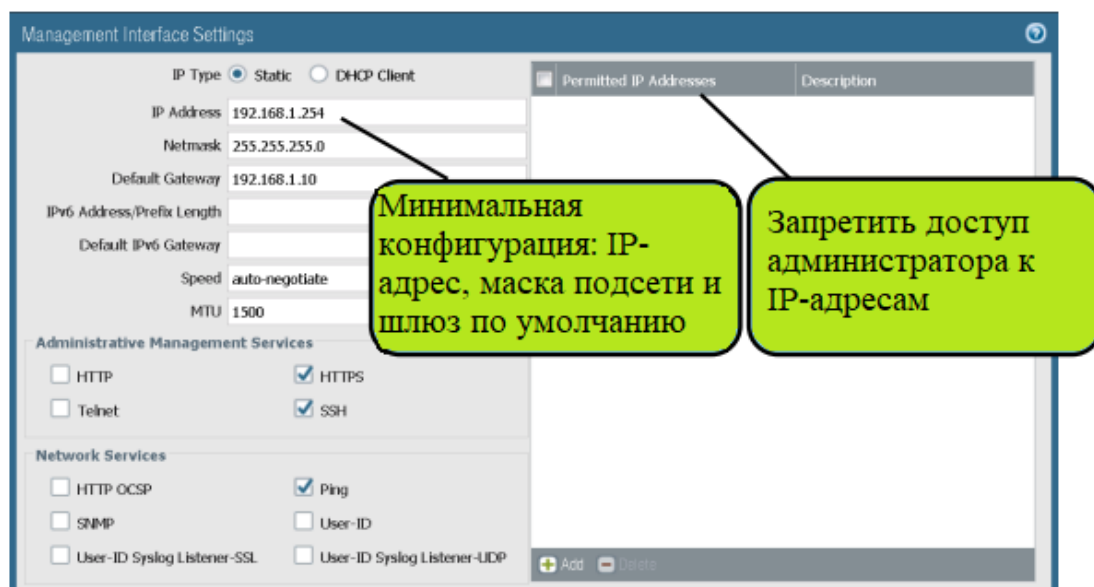 Management Interface Settings
IP Type Static DHCP Client
IP Address 192.168.1.254
Netmask 255.255.255.0
Default Gateway 192.168.1.10
IPv6 Address/Prefix Length
Default IPv6 Gateway
Speed auto-negotiate
MTU 1500
Administrative Management Services
HTTP HTTPS
Telnet SSH
Network Services
HTTP OCSP Ping
SNMP User-ID
User-ID Syslog Listener-SSL User-ID Syslog Listener-UDP
Permitted IP Addresses Description
Минимальная
конфигурация: IP-
адрес, маска подсети и
шлюз по умолчанию
Запретить доступ
администратора к
IP-адресам
Add Delete